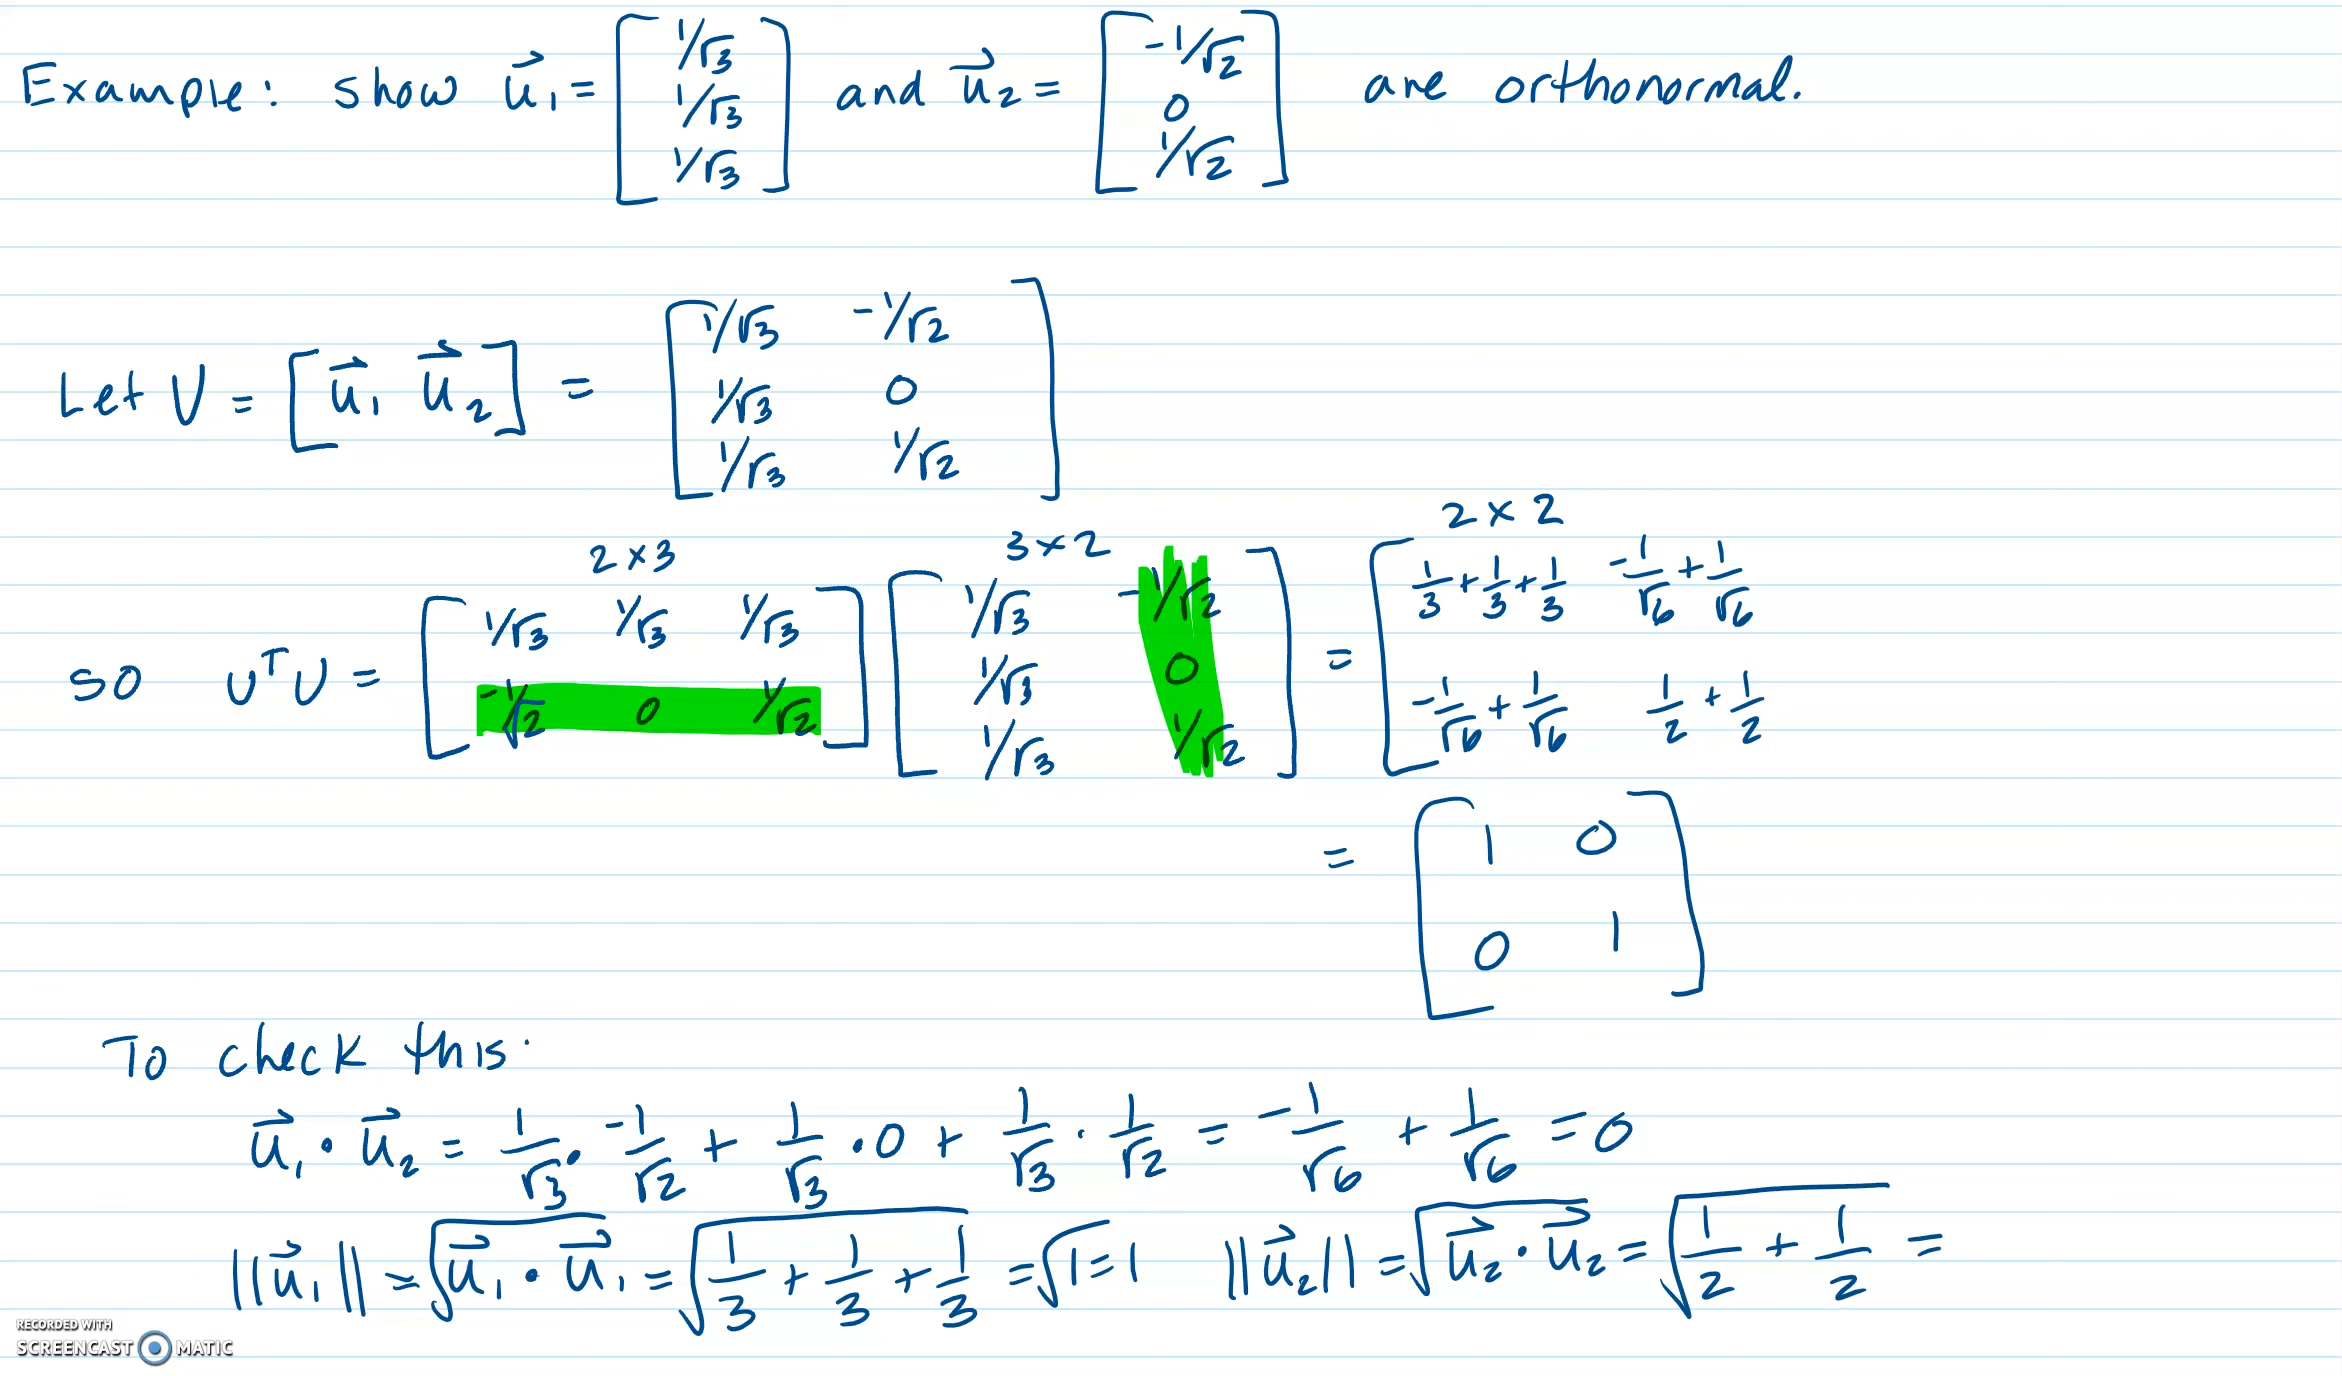 Example: show u⃗₁ = [1/√3; 1/√3; 1/√3] and u⃗₂ = [-1/√2; 0; 1/√2] are orthonormal.
Let U = [u⃗₁ u⃗₂] = [1/√3 -1/√2; 1/√3 0; 1/√3 1/√2]
2×3 3×2 2×2
so UᵀU = [1/√3 1/√3 1/√3; -1/√2 0 1/√2] [1/√3 -1/√2; 1/√3 0; 1/√3 1/√2] = [1/3+1/3+1/3 -1/√6+1/√6; -1/√6+1/√6 1/2+1/2]
= [1 0; 0 1]
To check this.
u⃗₁ • u⃗₂ = 1/√3 • -1/√2 + 1/√3 • 0 + 1/√3 · 1/√2 = -1/√6 + 1/√6 = 0
||u⃗₁|| = √(u⃗₁ • u⃗₁) = √(1/3 + 1/3 + 1/3) = √1 = 1 ||u⃗₂|| = √(u⃗₂ • u⃗₂) = √(1/2 + 1/2) =
RECORDED WITH
SCREENCAST MATIC